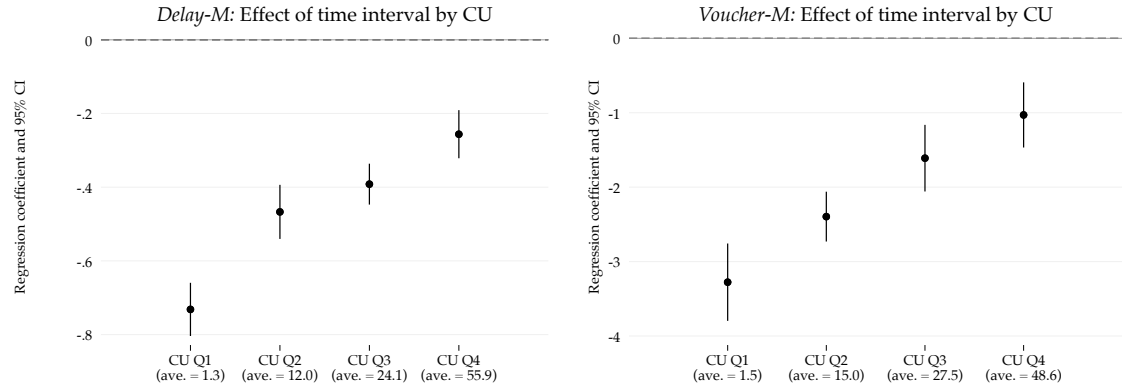 Delay-M: Effect of time interval by CU
Regression coefficient and 95% CI
0
-.2
-.4
-.6
-.8
CU Q1
(ave. = 1.3)
CU Q2
(ave. = 12.0)
CU Q3
(ave. = 24.1)
CU Q4
(ave. = 55.9)
Voucher-M: Effect of time interval by CU
Regression coefficient and 95% CI
0
-1
-2
-3
-4
CU Q1
(ave. = 1.5)
CU Q2
(ave. = 15.0)
CU Q3
(ave. = 27.5)
CU Q4
(ave. = 48.6)